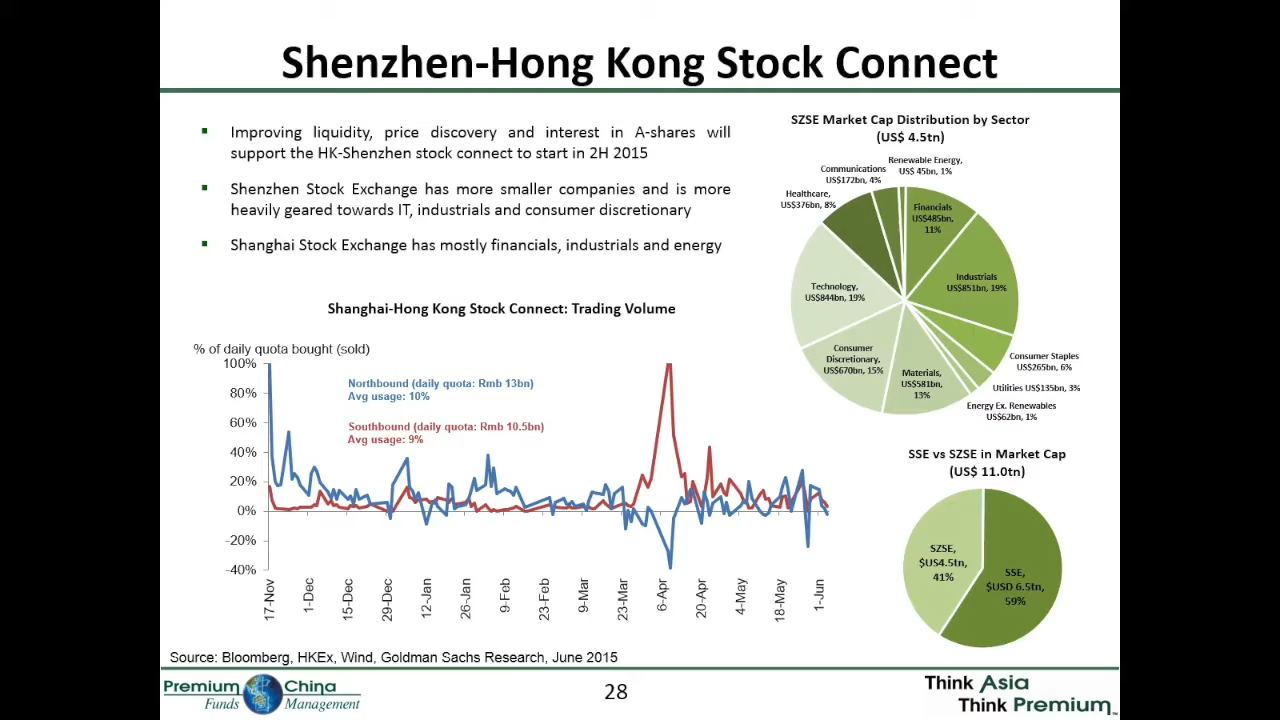 Shenzhen-Hong Kong Stock Connect
Improving liquidity, price discovery and interest in A-shares will
support the HK-Shenzhen stock connect to start in 2H 2015
Shenzhen Stock Exchange has more smaller companies and is more
heavily geared towards IT, industrials and consumer discretionary
Shanghai Stock Exchange has mostly financials, industrials and energy
Shanghai-Hong Kong Stock Connect: Trading Volume
% of daily quota bought (sold)
100%
80%
60%
40%
20%
0%
-20%
-40%
Northbound (daily quota: Rmb 13bn)
Avg usage: 10%
Southbound (daily quota: Rmb 10.5bn)
Avg usage: 9%
17-Nov
1-Dec
15-Dec
29-Dec
12-Jan
26-Jan
9-Feb
23-Feb
9-Mar
23-Mar
6-Apr
20-Apr
4-May
18-May
1-Jun
SZSE Market Cap Distribution by Sector
(US$ 4.5tn)
Renewable Energy,
US$ 45bn, 1%
Communications
US$172bn, 4%
Healthcare,
US$376bn, 8%
Financials
US$485bn,
11%
Industrials
US$851bn, 19%
Technology,
US$844bn, 19%
Consumer
Discretionary,
US$670bn, 15%
Materials,
US$581bn,
13%
Consumer Staples
US$265bn, 6%
Utilities US$135bn, 3%
Energy Ex. Renewables
US$62bn, 1%
SSE vs SZSE in Market Cap
(US$ 11.0tn)
SZSE,
$US4.5tn,
41%
SSE,
$USD 6.5tn,
59%
Source: Bloomberg, HKEx, Wind, Goldman Sachs Research, June 2015
Premium China
Funds Management
28
Think Asia
Think Premium™